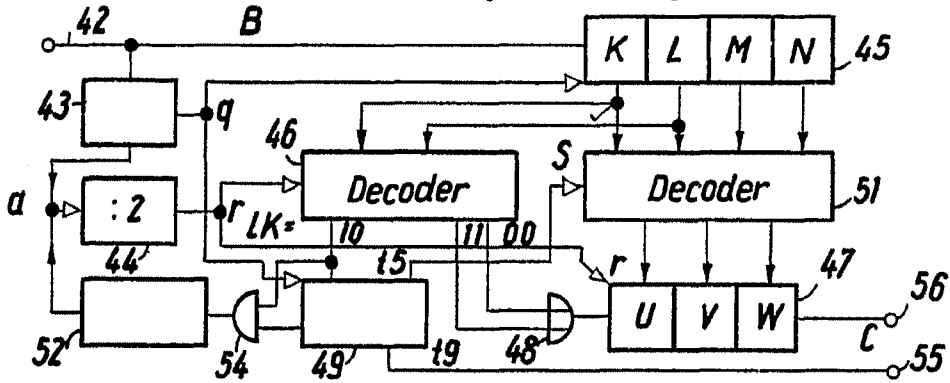 42 B
K L M N 45
43 q
46 S
Decoder Decoder 51
a :2 r lK= 10 11 00
44 t5 r 47
U V W 56
52 54 49 t9 48 C 55